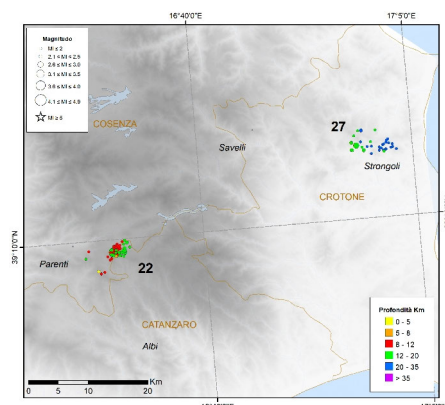 16°40'0"E
17°5'0"E
Magnitudo
Ml ≤ 2
2.1 ≤ Ml ≤ 2.5
2.6 ≤ Ml ≤ 3.0
3.1 ≤ Ml ≤ 3.5
3.6 ≤ Ml ≤ 4.0
4.1 ≤ Ml ≤ 4.9
Ml ≥ 5
COSENZA
27
Savelli
Strongoli
CROTONE
39°10'0"N
Parenti
22
CATANZARO
Albi
Profondità Km
0 - 5
5 - 8
8 - 12
12 - 20
20 - 35
> 35
Km
0 5 10 20